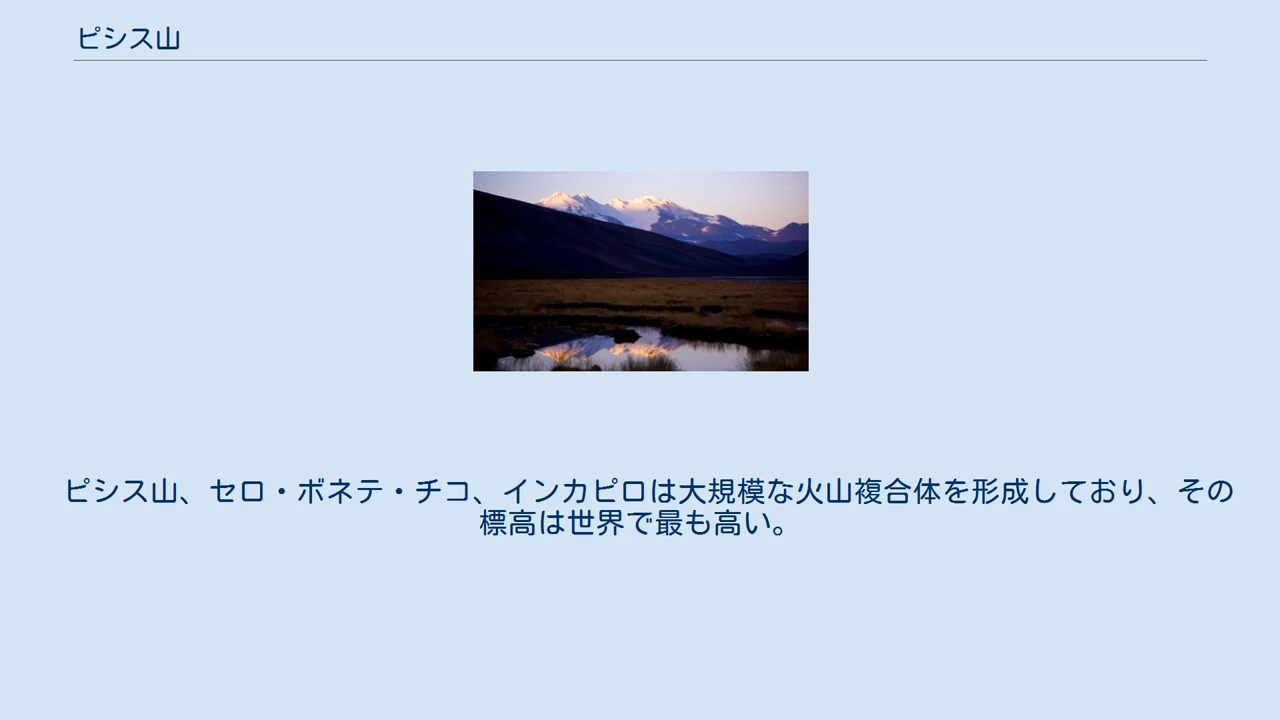 ピシス山
ピシス山、セロ・ボネテ・チコ、インカピロは大規模な火山複合体を形成しており、その
標高は世界で最も高い。